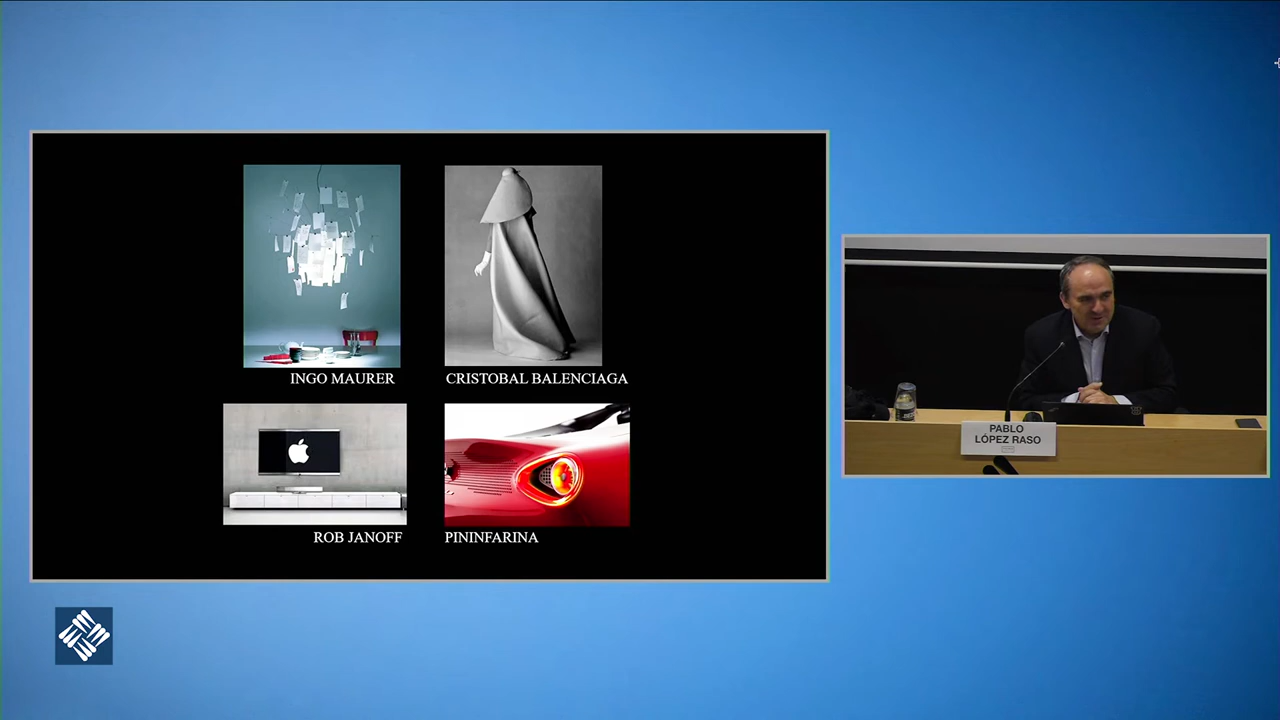 INGO MAURER
CRISTOBAL BALENCIAGA
ROB JANOFF
PININFARINA
PABLO
LÓPEZ RASO